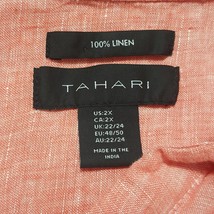 100% LINEN
TAHARI
US:2X
CA:2X
UK:22/24
EU:48/50
AU:22/24
MADE IN THE
INDIA